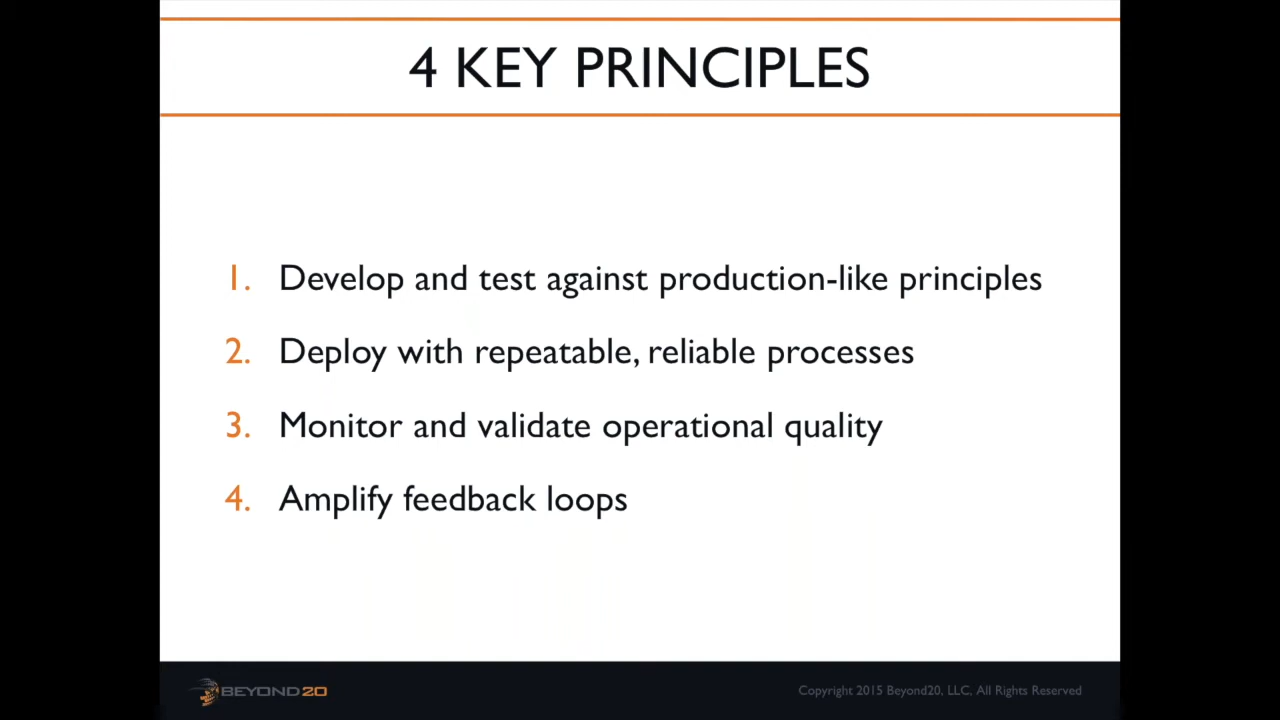 4 KEY PRINCIPLES
1. Develop and test against production-like principles
2. Deploy with repeatable, reliable processes
3. Monitor and validate operational quality
4. Amplify feedback loops
BEYOND20
Copyright 2015 Beyond20, LLC, All Rights Reserved